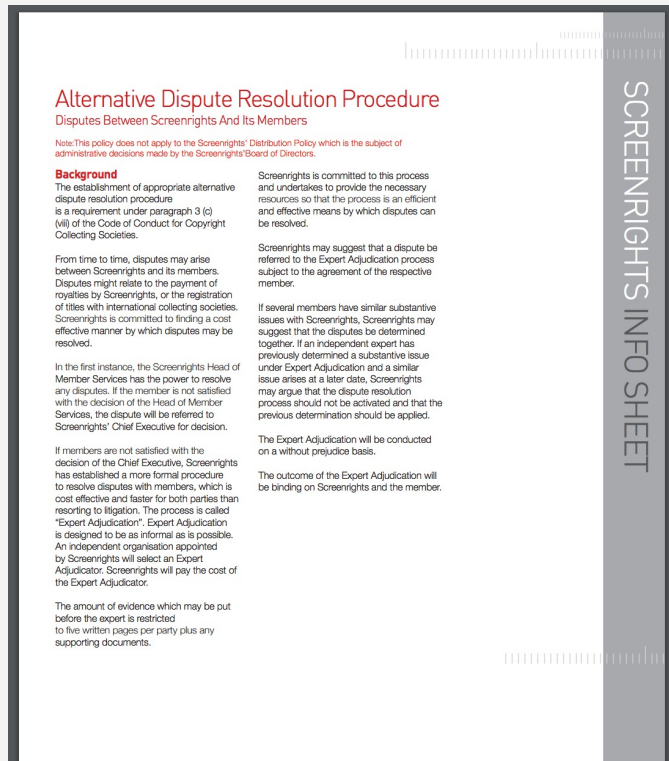 Alternative Dispute Resolution Procedure
Disputes Between Screenrights And Its Members
Note:This policy does not apply to the Screenrights' Distribution Policy which is the subject of
administrative decisions made by the Screenrights'Board of Directors.
Background
The establishment of appropriate alternative
dispute resolution procedure
is a requirement under paragraph 3 (c)
(viii) of the Code of Conduct for Copyright
Collecting Societies.
From time to time, disputes may arise
between Screenrights and its members.
Disputes might relate to the payment of
royalties by Screenrights, or the registration
of titles with international collecting societies.
Screenrights is committed to finding a cost
effective manner by which disputes may be
resolved.
In the first instance, the Screenrights Head of
Member Services has the power to resolve
any disputes. If the member is not satisfied
with the decision of the Head of Member
Services, the dispute will be referred to
Screenrights' Chief Executive for decision.
If members are not satisfied with the
decision of the Chief Executive, Screenrights
has established a more formal procedure
to resolve disputes with members, which is
cost effective and faster for both parties than
resorting to litigation. The process is called
"Expert Adjudication". Expert Adjudication
is designed to be as informal as is possible.
An independent organisation appointed
by Screenrights will select an Expert
Adjudicator. Screenrights will pay the cost of
the Expert Adjudicator.
The amount of evidence which may be put
before the expert is restricted
to five written pages per party plus any
supporting documents.
Screenrights is committed to this process
and undertakes to provide the necessary
resources so that the process is an efficient
and effective means by which disputes can
be resolved.
Screenrights may suggest that a dispute be
referred to the Expert Adjudication process
subject to the agreement of the respective
member.
If several members have similar substantive
issues with Screenrights, Screenrights may
suggest that the disputes be determined
together. If an independent expert has
previously determined a substantive issue
under Expert Adjudication and a similar
issue arises at a later date, Screenrights
may argue that the dispute resolution
process should not be activated and that the
previous determination should be applied.
The Expert Adjudication will be conducted
on a without prejudice basis.
The outcome of the Expert Adjudication will
be binding on Screenrights and the member.
SCREENRIGHTS INFO SHEET